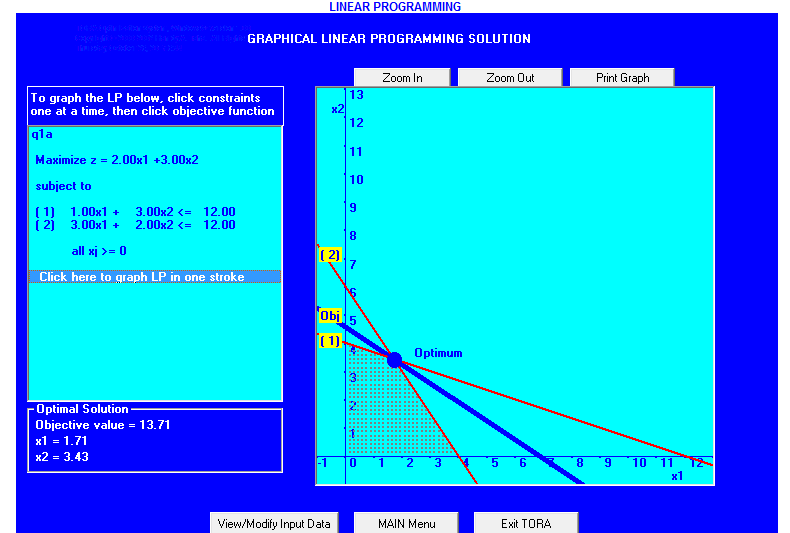 LINEAR PROGRAMMING
GRAPHICAL LINEAR PROGRAMMING SOLUTION
Zoom In Zoom Out Print Graph
To graph the LP below, click constraints
one at a time, then click objective function
q1a
Maximize z = 2.00x1 +3.00x2
subject to
( 1) 1.00x1 + 3.00x2 <= 12.00
( 2) 3.00x1 + 2.00x2 <= 12.00
all xj >= 0
Click here to graph LP in one stroke
Optimal Solution
Objective value = 13.71
x1 = 1.71
x2 = 3.43
13
x2
12
11
10
9
8
( 2)
7
6
Obj
5
( 1)
4
Optimum
3
2
1
-1 0 1 2 3 4 5 6 7 8 9 10 11 12
x1
View/Modify Input Data MAIN Menu Exit TORA